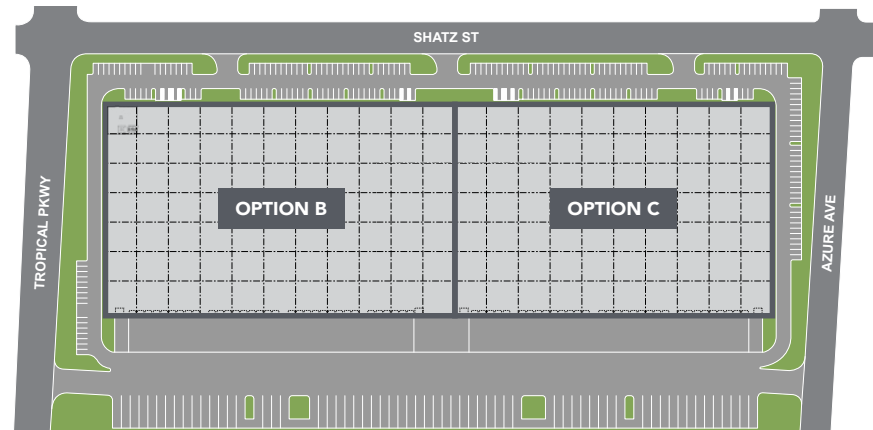 SHATZ ST
TROPICAL PKWY
OPTION B
OPTION C
AZURE AVE